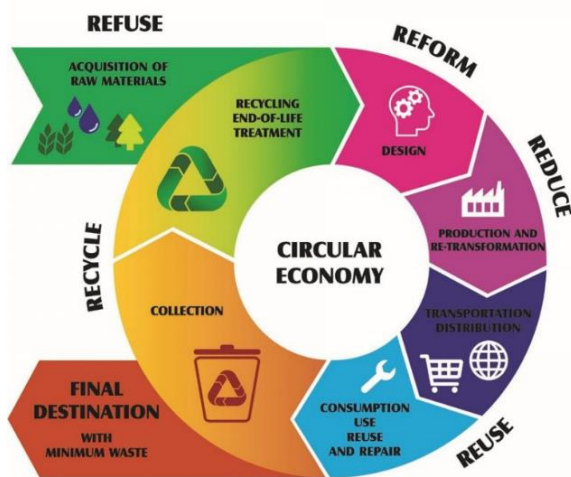 REFUSE
ACQUISITION OF
RAW MATERIALS
RECYCLING
END-OF-LIFE
TREATMENT
REFORM
DESIGN
REDUCE
PRODUCTION AND
RE-TRANSFORMATION
CIRCULAR
ECONOMY
TRANSPORTATION
DISTRIBUTION
REUSE
CONSUMPTION
USE
REUSE
AND REPAIR
RECYCLE
COLLECTION
FINAL
DESTINATION
WITH
MINIMUM WASTE